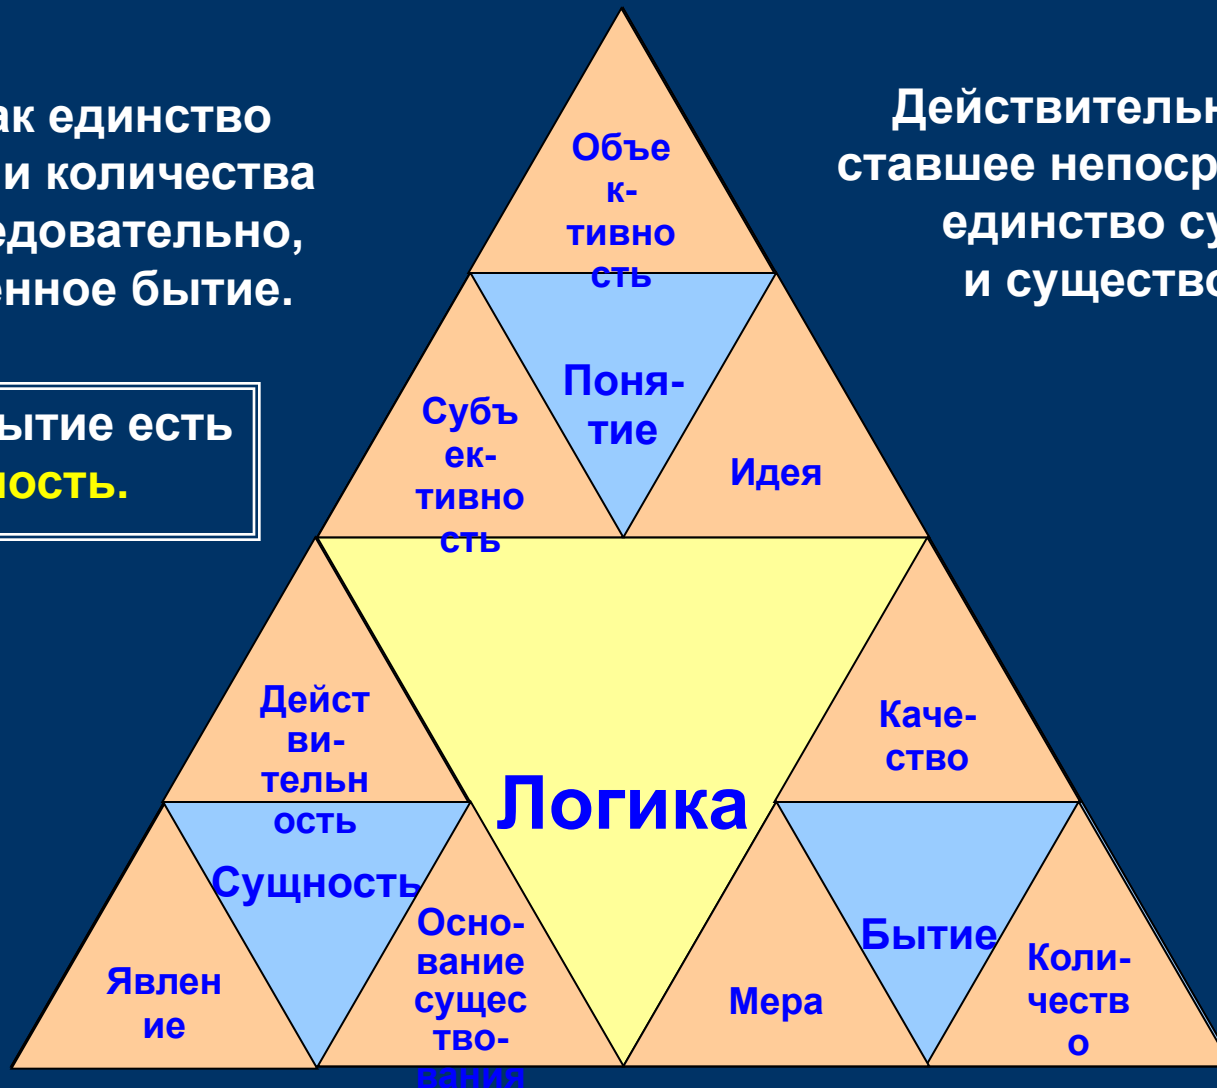 ак единство
и количества
едовательно,
енное бытие.
ытие есть
ность.
Действительн
ставшее непоср
единство су
и существо
Объе
к-
тивно
сть
Поня-
тие
Субъ
ек-
тивно
сть
Идея
Логика
Дейст
ви-
тельн
ость
Сущность
Явлен
ие
Осно-
вание
сущес
тво-
вания
Каче-
ство
Бытие
Мера
Коли-
честв
о